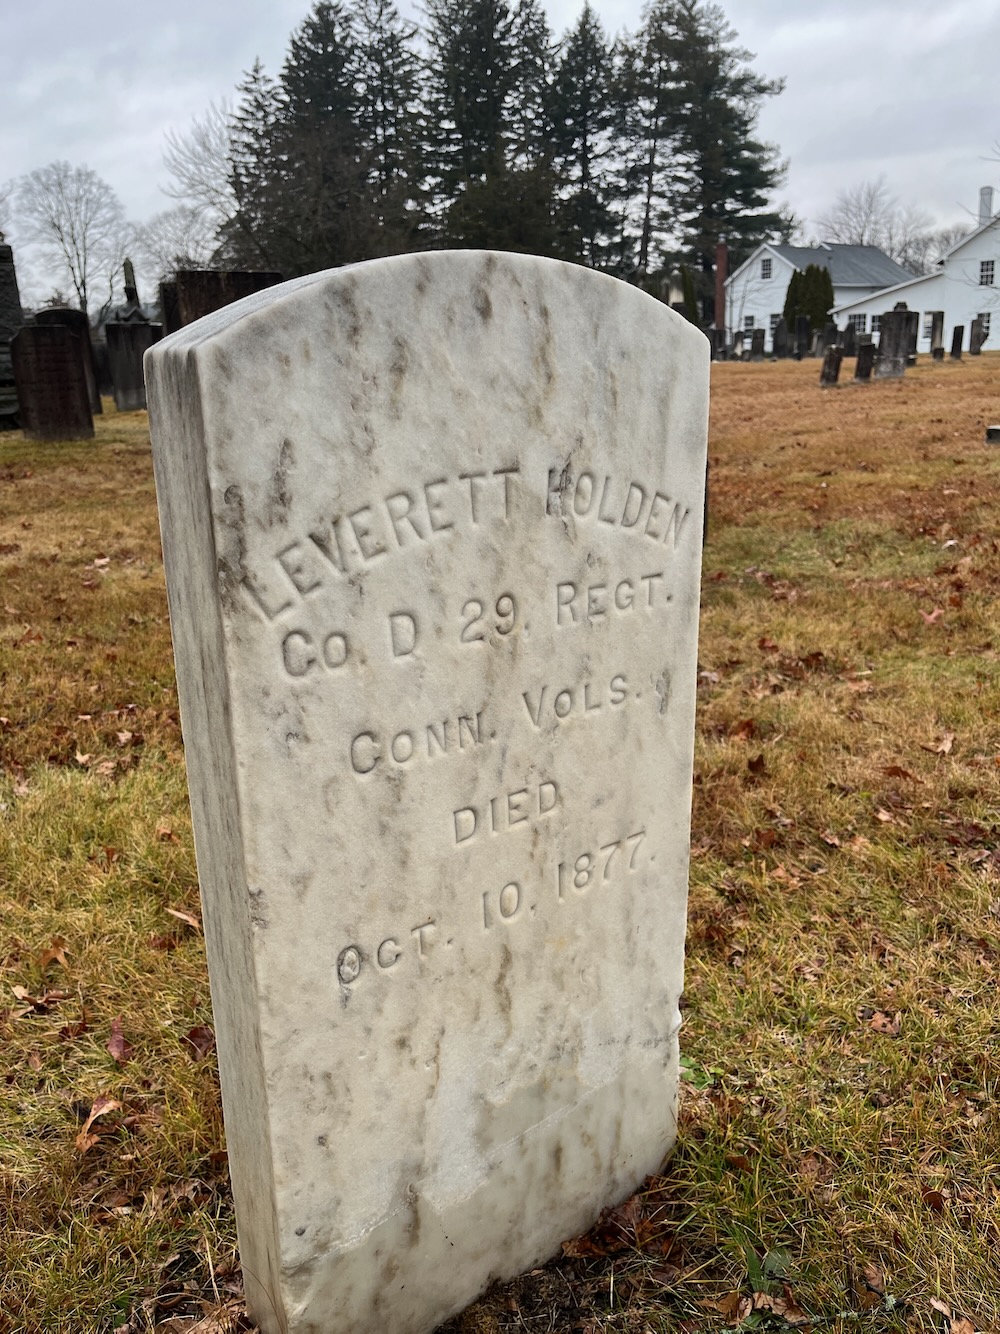 LEVERETT HOLDEN
CO. D 29. REGT.
CONN. VOLS.
DIED
OCT. 10, 1877.